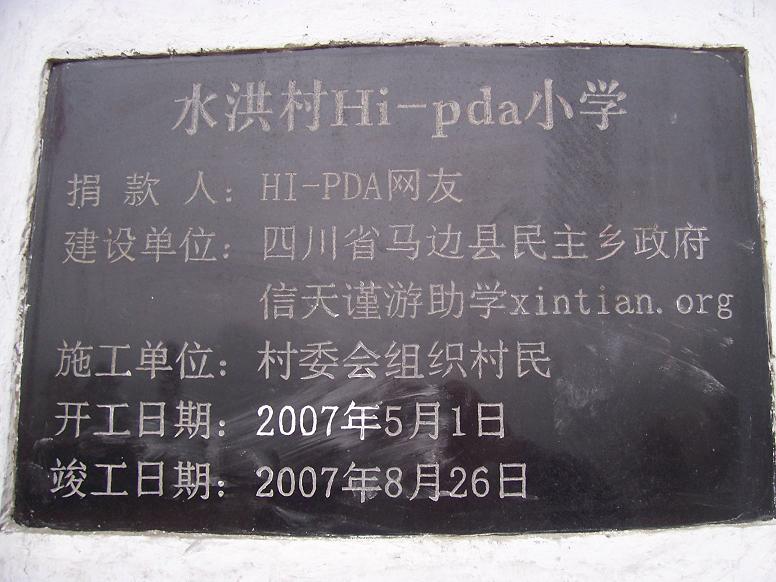 水洪村Hi-pda小学
捐款人：HI-PDA网友
建设单位：四川省马边县民主乡政府
信天谨游助学xintian.org
施工单位：村委会组织村民
开工日期：2007年5月1日
竣工日期：2007年8月26日